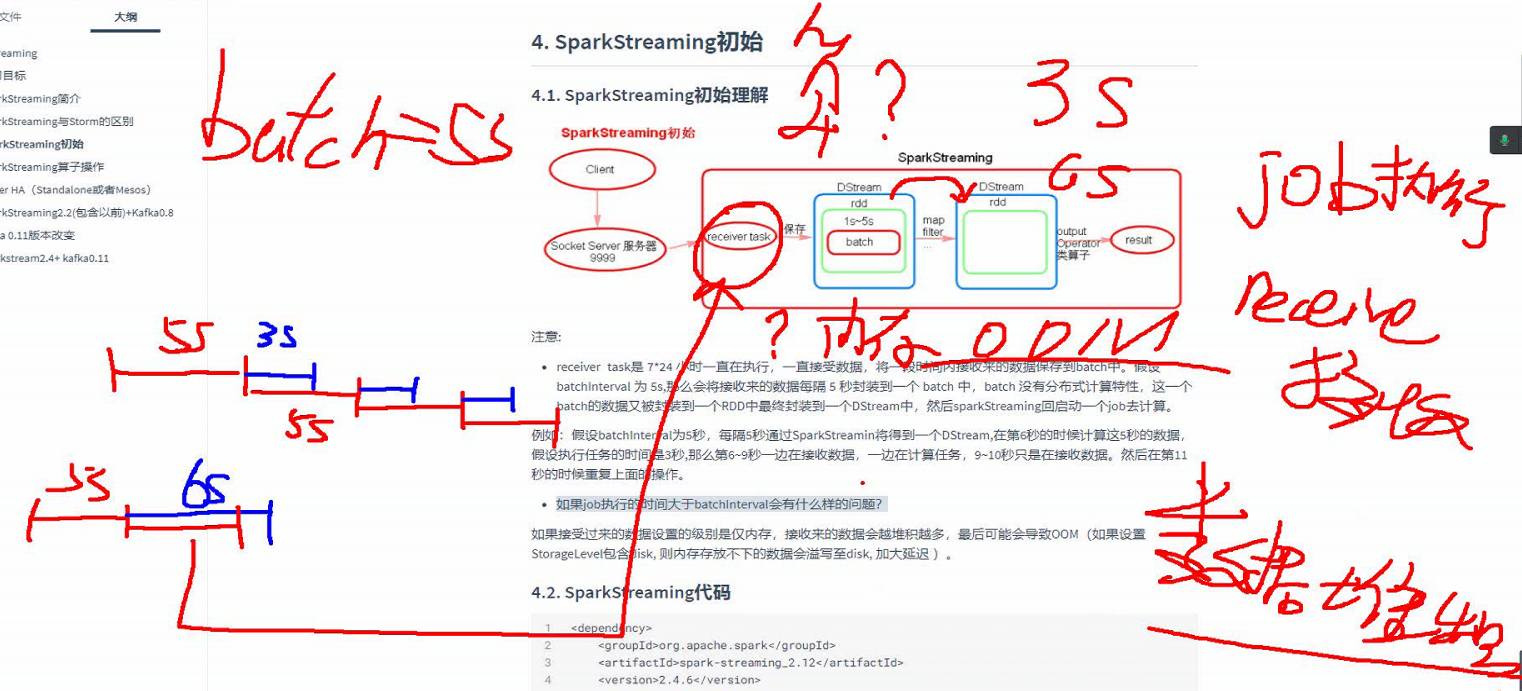 文件
大纲
reaming
目标
rkStreaming简介
rkStreaming与Storm的区别
rkStreaming初始
rkStreaming算子操作
er HA（Standalone或者Mesos）
rkStreaming2.2(包含以前)+Kafka0.8
a 0.11版本改变
rkstream2.4+ kafka0.11
batch=5s
5s
3s
5s
5s
6s
4. SparkStreaming初始
4.1. SparkStreaming初始理解
?
3s
6s
SparkStreaming初始
Client
Socket Server 服务器
9999
SparkStreaming
receiver task
保存
DStream
rdd
1s~5s
batch
map
filter
...
DStream
rdd
output
Operator
类算子
result
job执行
receive
接收
? 内存 OOM
注意:
receiver task是 7*24 小时一直在执行，一直接受数据，将一段时间内接收来的数据保存到batch中。假设
batchInterval 为 5s,那么会将接收来的数据每隔 5 秒封装到一个 batch 中，batch 没有分布式计算特性，这一个
batch的数据又被封装到一个RDD中最终封装到一个DStream中，然后sparkStreaming回启动一个job去计算。
例如：假设batchInterval为5秒，每隔5秒通过SparkStreamin将得到一个DStream,在第6秒的时候计算这5秒的数据，
假设执行任务的时间是3秒,那么第6~9秒一边在接收数据，一边在计算任务，9~10秒只是在接收数据。然后在第11
秒的时候重复上面的操作。
如果job执行的时间大于batchInterval会有什么样的问题？
如果接受过来的数据设置的级别是仅内存，接收来的数据会越堆积越多，最后可能会导致OOM（如果设置
StorageLevel包含disk, 则内存存放不下的数据会溢写至disk, 加大延迟 ）。
4.2. SparkStreaming代码
1 <dependency>
2 <groupId>org.apache.spark</groupId>
3 <artifactId>spark-streaming_2.12</artifactId>
4 <version>2.4.6</version>